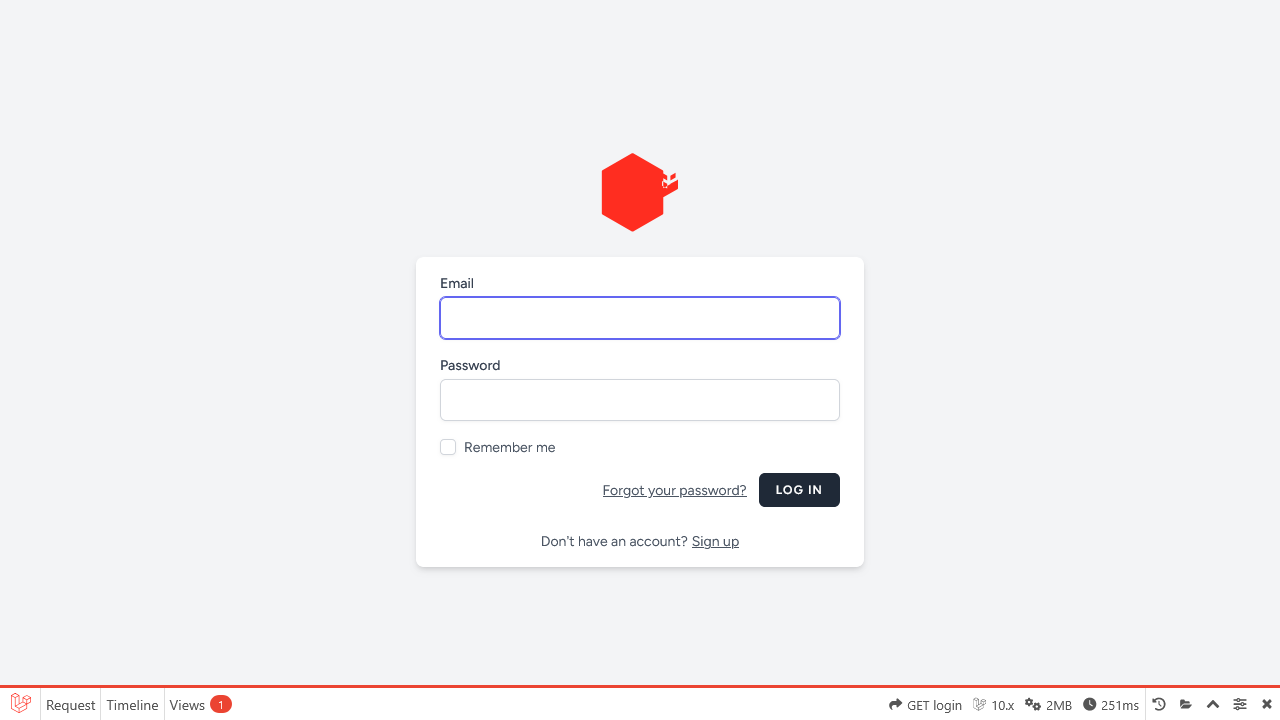 Email
Password
Remember me
Forgot your password? LOG IN
Don't have an account? Sign up
Request Timeline Views 1 GET login 10.x 2MB 251ms